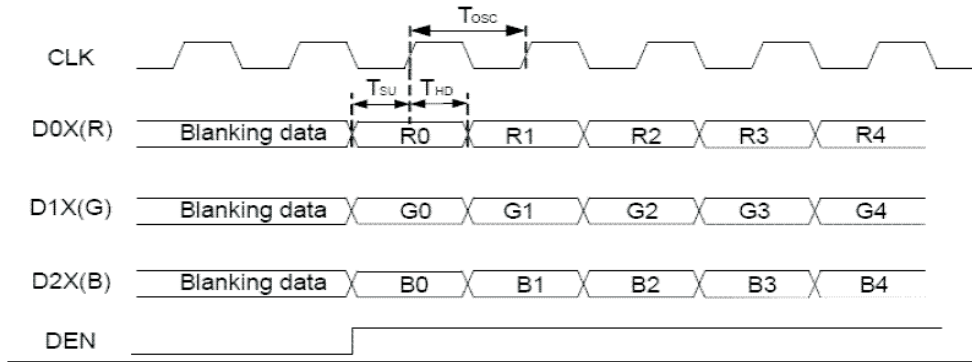 Tosc
CLK
TSU THD
D0X(R) Blanking data R0 R1 R2 R3 R4
D1X(G) Blanking data G0 G1 G2 G3 G4
D2X(B) Blanking data B0 B1 B2 B3 B4
DEN